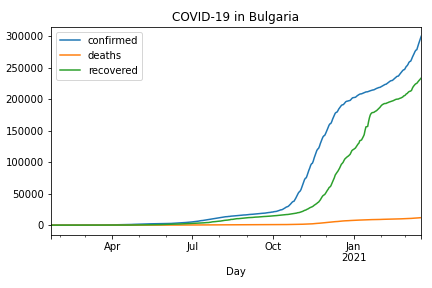 COVID-19 in Bulgaria
confirmed
deaths
recovered
300000
250000
200000
150000
100000
50000
0
Apr
Jul
Oct
Jan
2021
Day